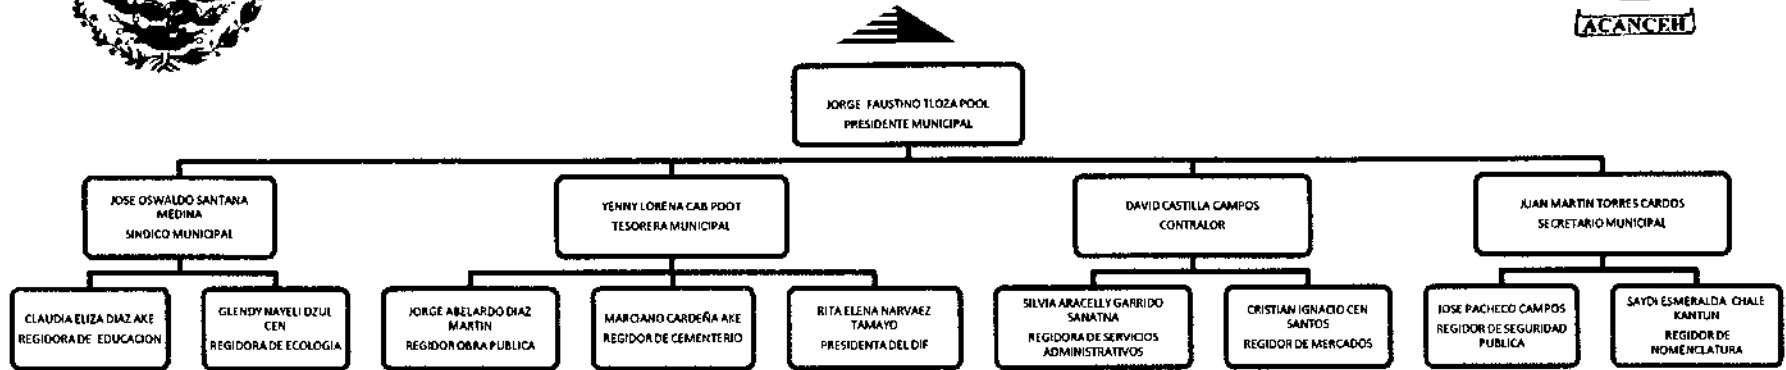 ACANCEH
JORGE FAUSTINO TLOZA POOL
PRESIDENTE MUNICIPAL
JOSE OSWALDO SANTANA
MEDINA
SINDICO MUNICIPAL
YENNY LORENA CAB POOT
TESORERA MUNICIPAL
DAVID CASTILLA CAMPOS
CONTRALOR
JUAN MARTIN TORRES CARDOS
SECRETARIO MUNICIPAL
CLAUDIA ELIZA DIAZ AKE
REGIDORA DE EDUCACION
GLENDY NAYELI DZUL
CEN
REGIDORA DE ECOLOGIA
JORGE ABELARDO DIAZ
MARTIN
REGIDOR OBRA PUBLICA
MARCIANO CARDEÑA AKE
REGIDOR DE CEMENTERIO
RITA ELENA NARVAEZ
TAMAYO
PRESIDENTA DEL DIF
SILVIA ARACELLY GARRIDO
SANATNA
REGIDORA DE SERVICIOS
ADMINISTRATIVOS
CRISTIAN IGNACIO CEN
SANTOS
REGIDOR DE MERCADOS
JOSE PACHECO CAMPOS
REGIDOR DE SEGURIDAD
PUBLICA
SAYDI ESMERALDA CHALE
KANTUN
REGIDOR DE
NOMENCLATURA